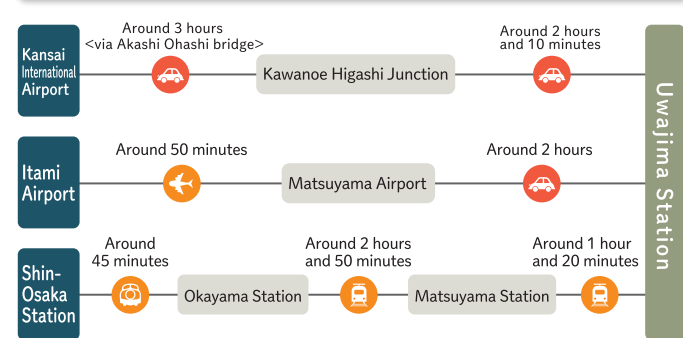 Kansai
International
Airport
Around 3 hours
<via Akashi Ohashi bridge>
Kawanoe Higashi Junction
Around 2 hours
and 10 minutes
Itami
Airport
Around 50 minutes
Matsuyama Airport
Around 2 hours
Shin-
Osaka
Station
Around
45 minutes
Okayama Station
Around 2 hours
and 50 minutes
Matsuyama Station
Around 1 hour
and 20 minutes
Uwajima Station